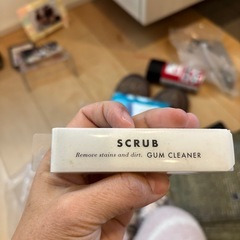 SCRUB
Remove stains and dirt. GUM CLEANER